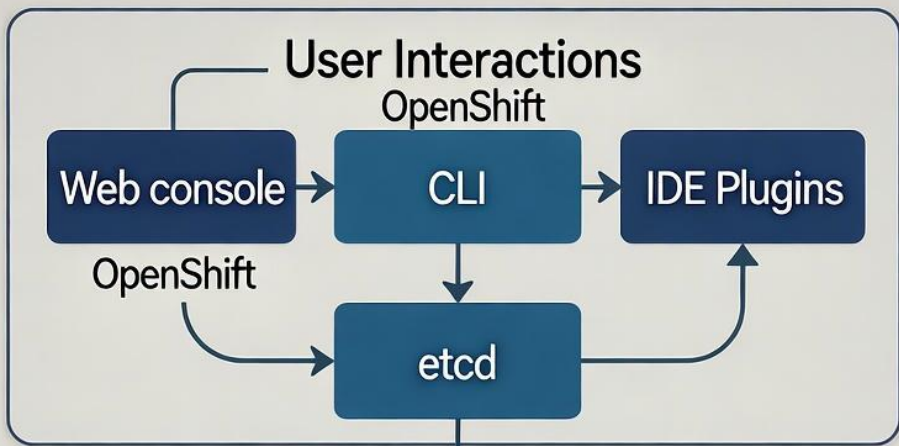 User Interactions
OpenShift
Web console
CLI
IDE Plugins
OpenShift
etcd